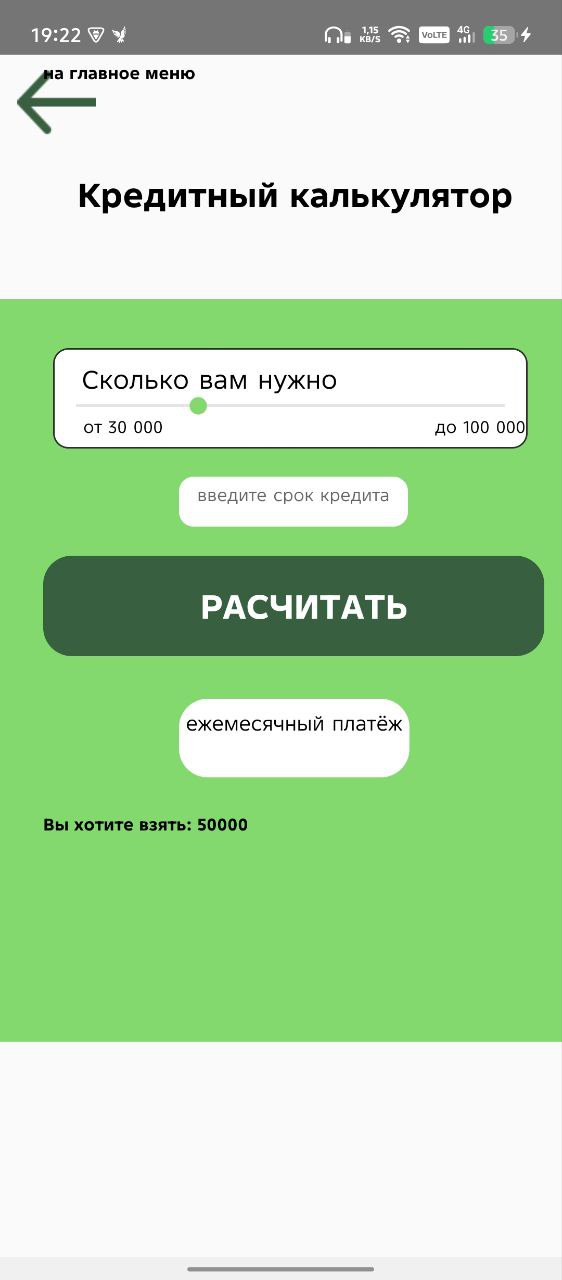 19:22 1,15 KB/S VoLTE 4G 35
на главное меню
Кредитный калькулятор
Сколько вам нужно
от 30 000 до 100 000
введите срок кредита
РАСЧИТАТЬ
ежемесячный платёж
Вы хотите взять: 50000